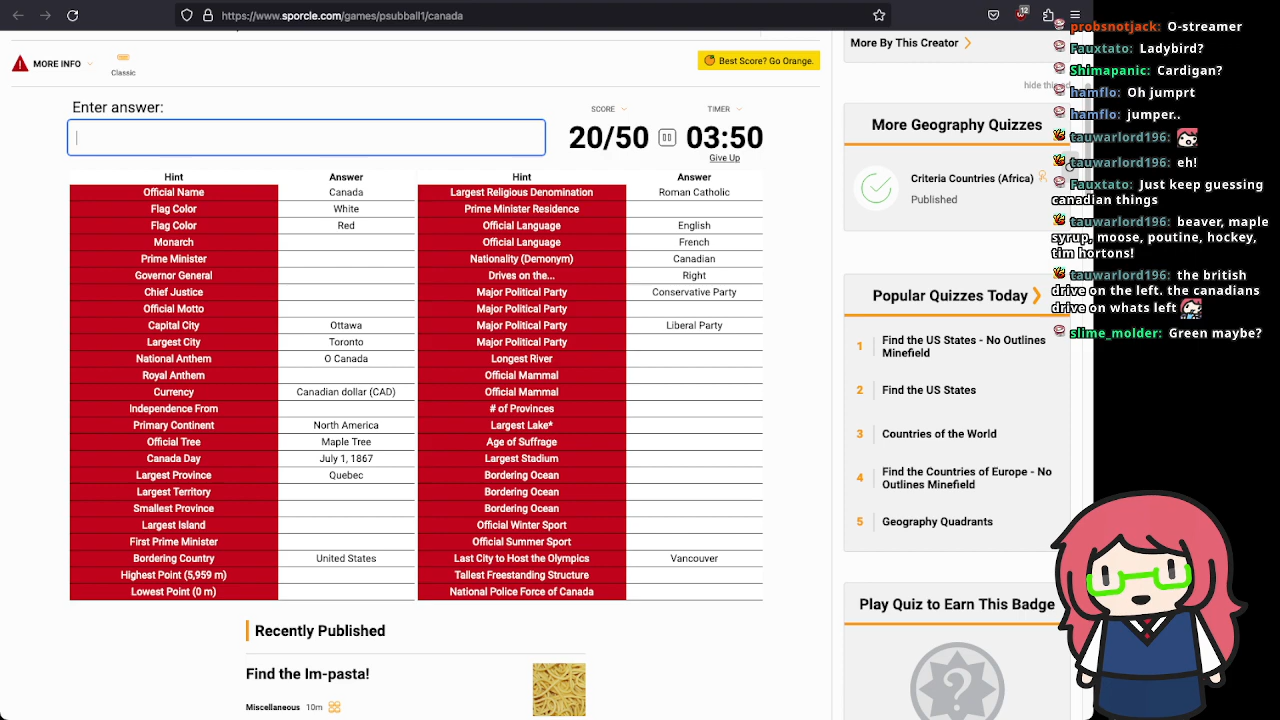 https://www.sporcle.com/games/psubball1/canada
12
MORE INFO
Classic
Best Score? Go Orange.
Enter answer:
SCORE
TIMER
20/50
03:50
Give Up
Hint Answer Hint Answer
Official Name Canada Largest Religious Denomination Roman Catholic
Flag Color White Prime Minister Residence
Flag Color Red Official Language English
Monarch Official Language French
Prime Minister Nationality (Demonym) Canadian
Governor General Drives on the... Right
Chief Justice Major Political Party Conservative Party
Official Motto Major Political Party
Capital City Ottawa Major Political Party Liberal Party
Largest City Toronto Major Political Party
National Anthem O Canada Longest River
Royal Anthem Official Mammal
Currency Canadian dollar (CAD) Official Mammal
Independence From # of Provinces
Primary Continent North America Largest Lake*
Official Tree Maple Tree Age of Suffrage
Canada Day July 1, 1867 Largest Stadium
Largest Province Quebec Bordering Ocean
Largest Territory Bordering Ocean
Smallest Province Bordering Ocean
Largest Island Official Winter Sport
First Prime Minister Official Summer Sport
Bordering Country United States Last City to Host the Olympics Vancouver
Highest Point (5,959 m) Tallest Freestanding Structure
Lowest Point (0 m) National Police Force of Canada
Recently Published
Find the Im-pasta!
Miscellaneous 10m
More By This Creator
hide this ad
More Geography Quizzes
Criteria Countries (Africa)
Published
Popular Quizzes Today
1 Find the US States - No Outlines
Minefield
2 Find the US States
3 Countries of the World
4 Find the Countries of Europe - No
Outlines Minefield
5 Geography Quadrants
Play Quiz to Earn This Badge
?
probsnotjack: O-streamer
Fauxtato: Ladybird?
Shimapanic: Cardigan?
hamflo: Oh jumprt
hamflo: jumper..
tauwarlord196:
tauwarlord196: eh!
Fauxtato: Just keep guessing
canadian things
tauwarlord196: beaver, maple
syrup, moose, poutine, hockey,
tim hortons!
tauwarlord196: the british
drive on the left. the canadians
drive on whats left
slime_molder: Green maybe?